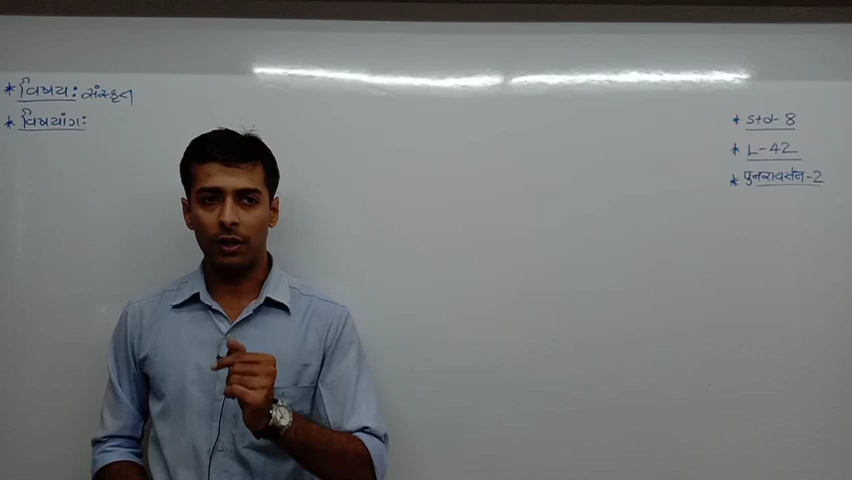 * વિષય: સંસ્કૃત
* વિષયાંગ:
* std-8
* L-42
* પુનરાવર્તન-2